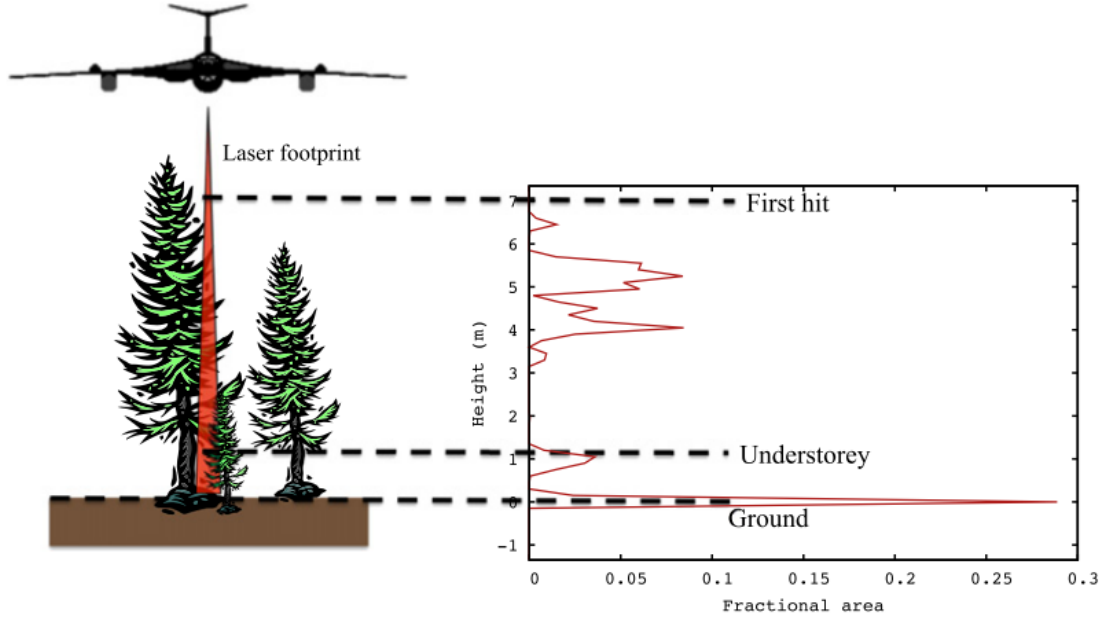 Laser footprint
First hit
Understorey
Ground
Height (m)
7
6
5
4
3
2
1
0
-1
0
0.05
0.1
0.15
0.2
0.25
0.3
Fractional area